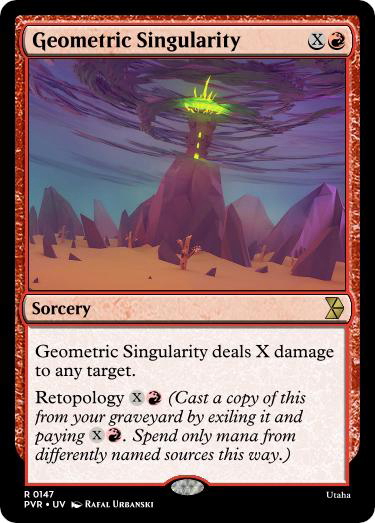 Geometric Singularity X
Sorcery
Geometric Singularity deals X damage
to any target.
Retopology X (Cast a copy of this
from your graveyard by exiling it and
paying X . Spend only mana from
differently named sources this way.)
R 0147
PVR • UV Rafal Urbanski
Utaha